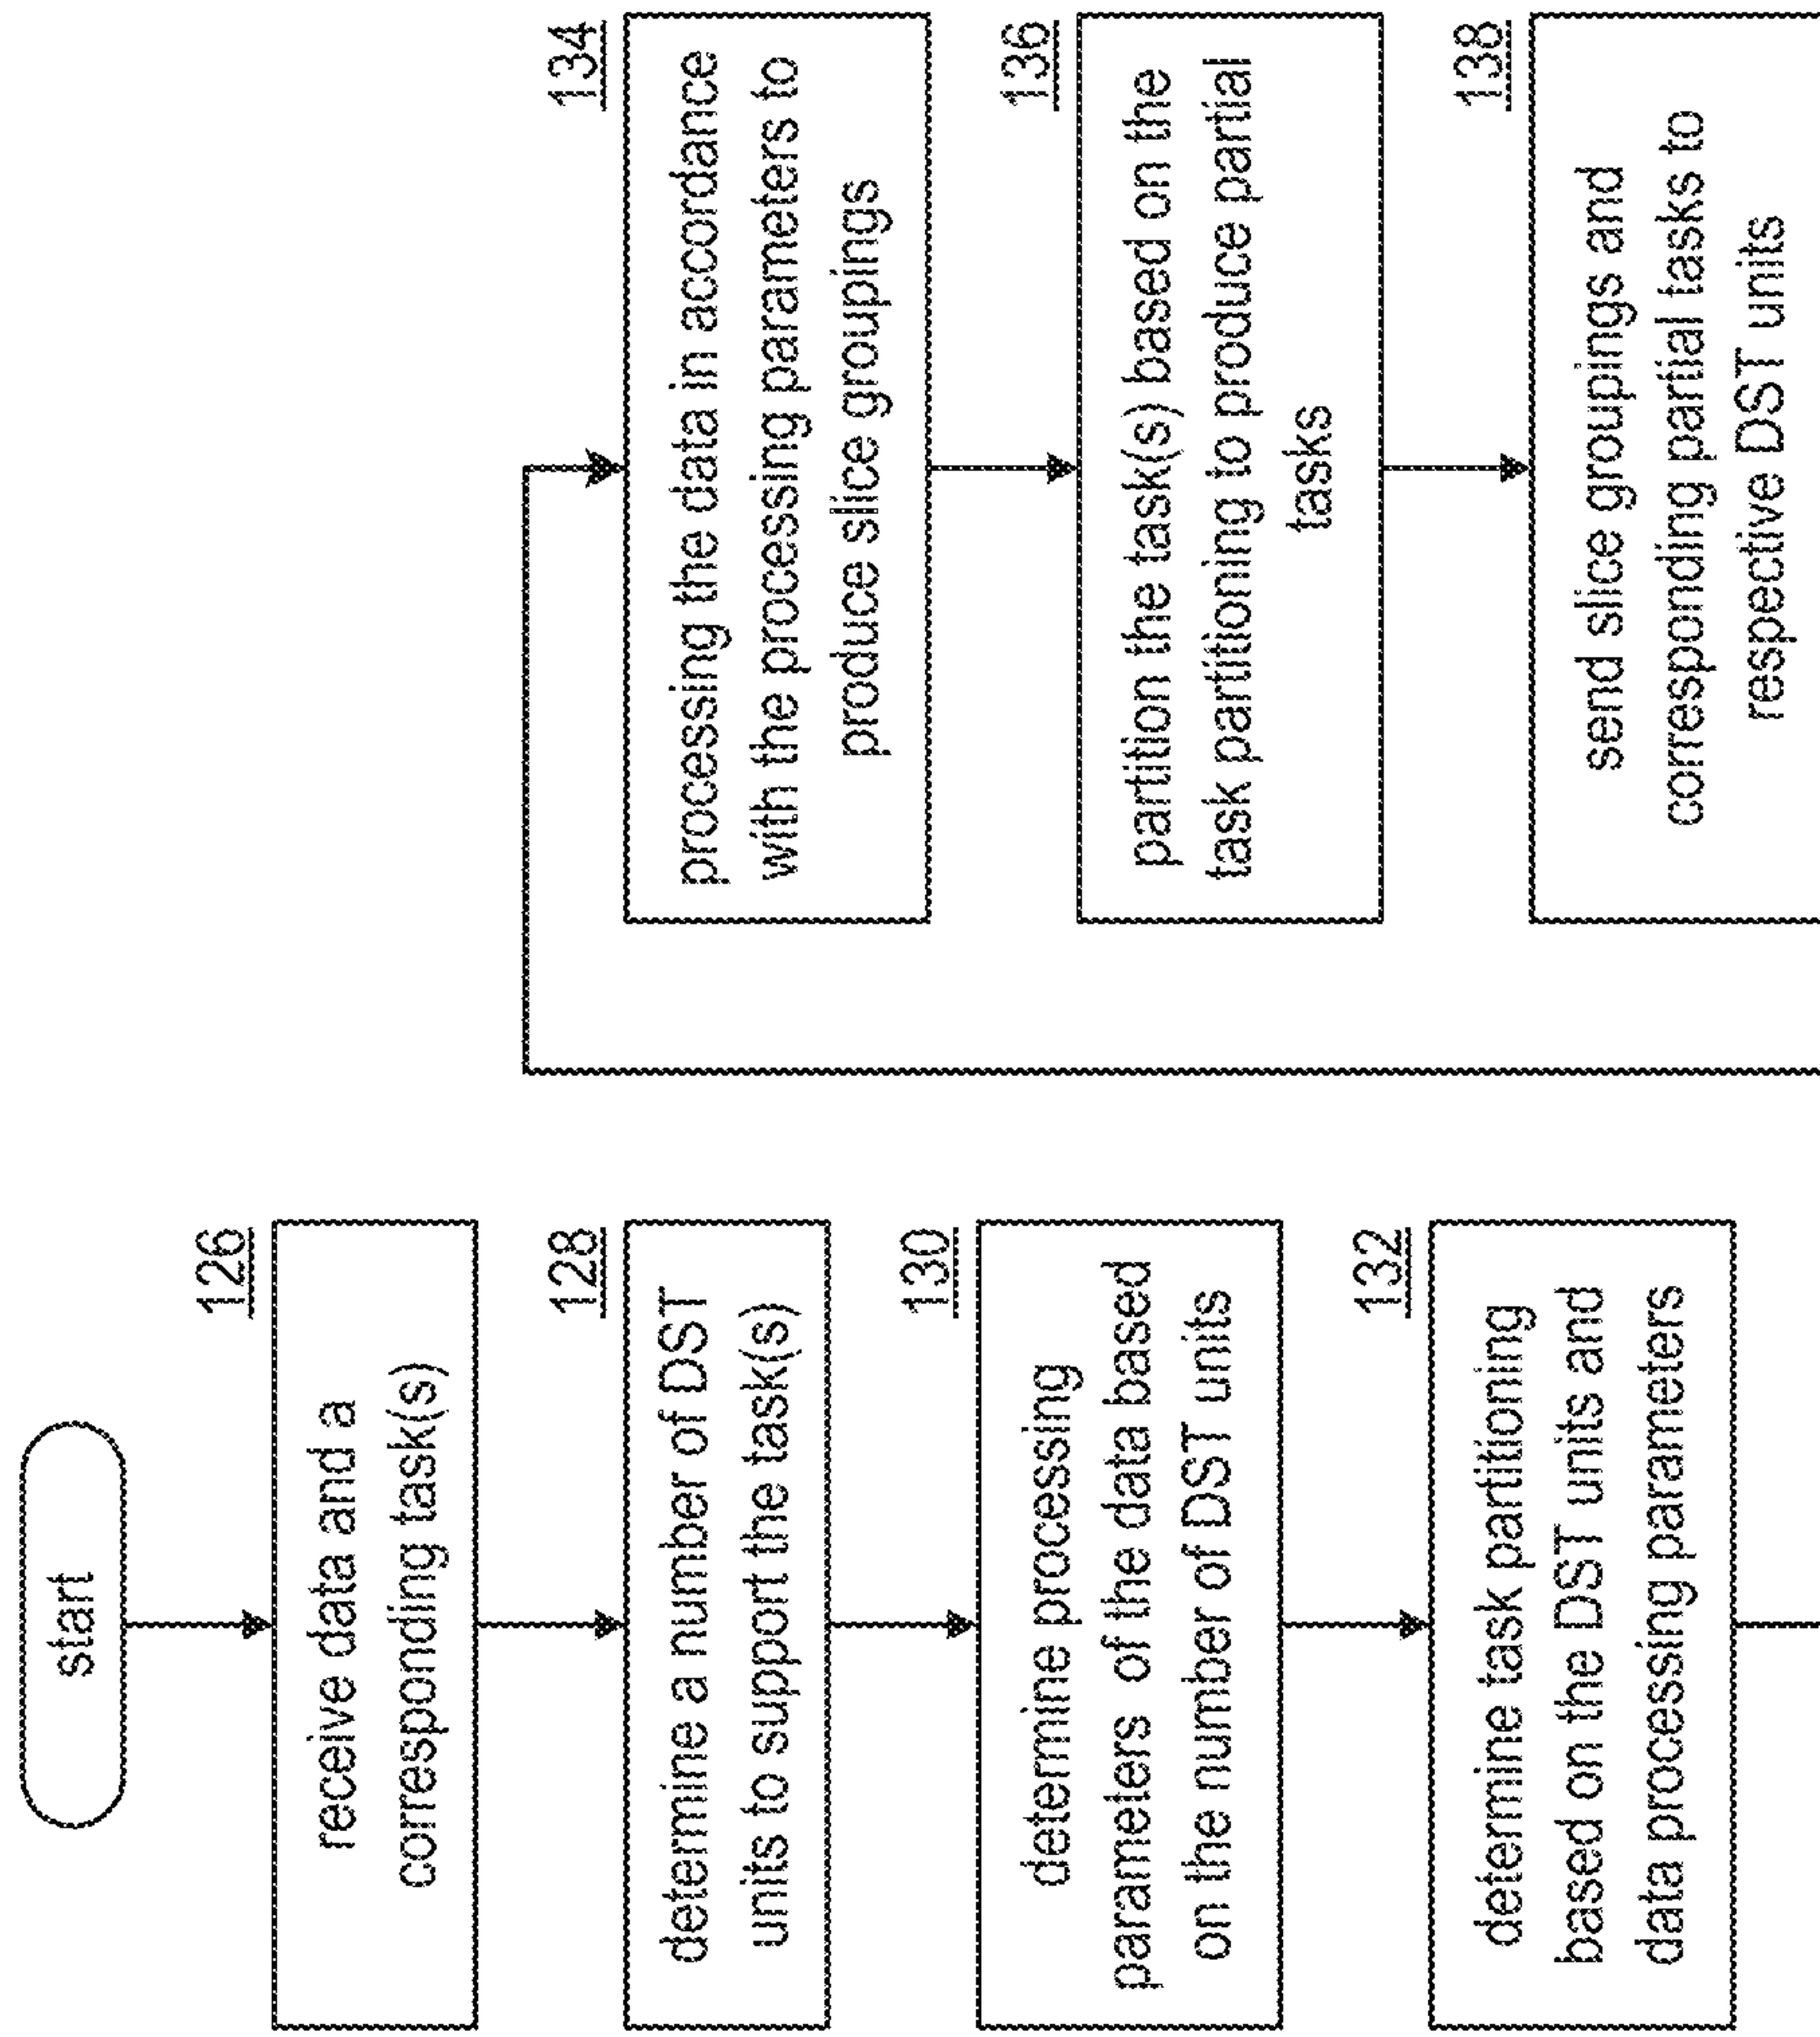 start
126
receive data and a
corresponding task(s)
128
determine a number of DST
units to support the task(s)
130
determine processing
parameters of the data based
on the number of DST units
132
determine task partitioning
based on the DST units and
data processing parameters
134
processing the data in accordance
with the processing parameters to
produce slice groupings
136
partition the task(s) based on the
task partitioning to produce partial
tasks
138
send slice groupings and
corresponding partial tasks to
respective DST units